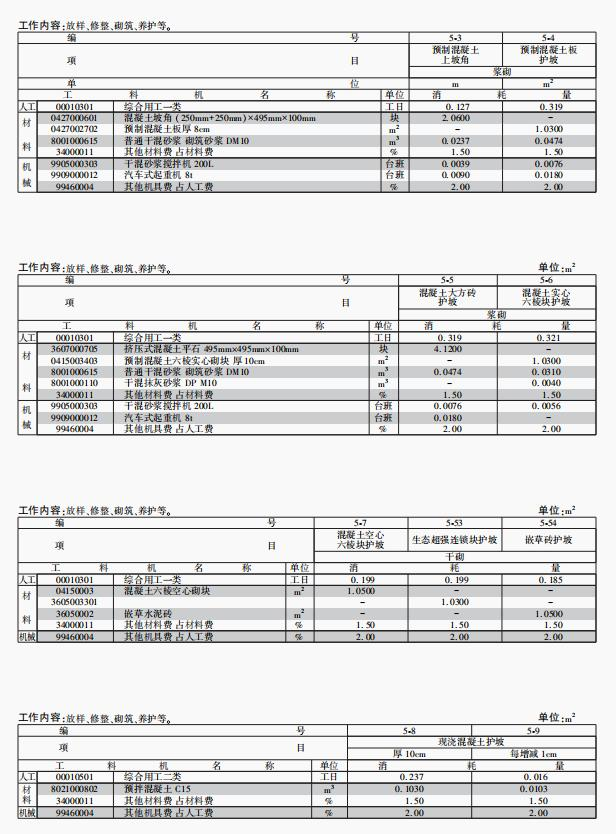 工作内容:放样、修整、砌筑、养护等。
编 号 5-3 5-4
项 目 预制混凝土上坡角 预制混凝土板护坡
浆砌
单 位 m m²
工 料 机 名 称 单位 消 耗 量
人工 00010301 综合用工一类 工日 0.127 0.319
材料 0427000601 混凝土坡角(250mm+250mm)×495mm×100mm 块 2.0600 –
0427002702 预制混凝土板厚 8cm m² – 1.0300
8001000615 普通干混砂浆 砌筑砂浆 DM10 m³ 0.0237 0.0474
34000011 其他材料费 占材料费 % 1.50 1.50
机械 9905000303 干混砂浆搅拌机 200L 台班 0.0039 0.0076
9909000012 汽车式起重机 8t 台班 0.0090 0.0180
99460004 其他机具费 占人工费 % 2.00 2.00
工作内容:放样、修整、砌筑、养护等。 单位:m²
编 号 5-5 5-6
项 目 混凝土大方砖护坡 混凝土实心六棱块护坡
浆砌
工 料 机 名 称 单位 消 耗 量
人工 00010301 综合用工一类 工日 0.319 0.321
材料 3607000705 挤压式混凝土平石 495mm×495mm×100mm 块 4.1200 –
0415003403 预制混凝土六棱实心砌块 厚 10cm m² – 1.0300
8001000615 普通干混砂浆 砌筑砂浆 DM10 m³ 0.0474 0.0310
8001000110 干混抹灰砂浆 DP M10 m³ – 0.0040
34000011 其他材料费 占材料费 % 1.50 1.50
机械 9905000303 干混砂浆搅拌机 200L 台班 0.0076 0.0056
9909000012 汽车式起重机 8t 台班 0.0180 –
99460004 其他机具费 占人工费 % 2.00 2.00
工作内容:放样、修整、砌筑、养护等。 单位:m²
编 号 5-7 5-53 5-54
项 目 混凝土空心六棱块护坡 生态超强连锁块护坡 嵌草砖护坡
干砌
工 料 机 名 称 单位 消 耗 量
人工 00010301 综合用工一类 工日 0.199 0.199 0.185
材料 04150003 混凝土六棱空心砌块 m² 1.0500 – –
3605003301 – 1.0300 –
36050002 嵌草水泥砖 m² – – 1.0500
34000011 其他材料费 占材料费 % 1.50 1.50 1.50
机械 99460004 其他机具费 占人工费 % 2.00 2.00 2.00
工作内容:放样、修整、砌筑、养护等。 单位:m²
编 号 5-8 5-9
项 目 现浇混凝土护坡
厚 10cm 每增减 1cm
工 料 机 名 称 单位 消 耗 量
人工 00010501 综合用工二类 工日 0.237 0.016
材料 8021000802 预拌混凝土 C15 m³ 0.1030 0.0103
34000011 其他材料费 占材料费 % 1.50 1.50
机械 99460004 其他机具费 占人工费 % 2.00 2.00